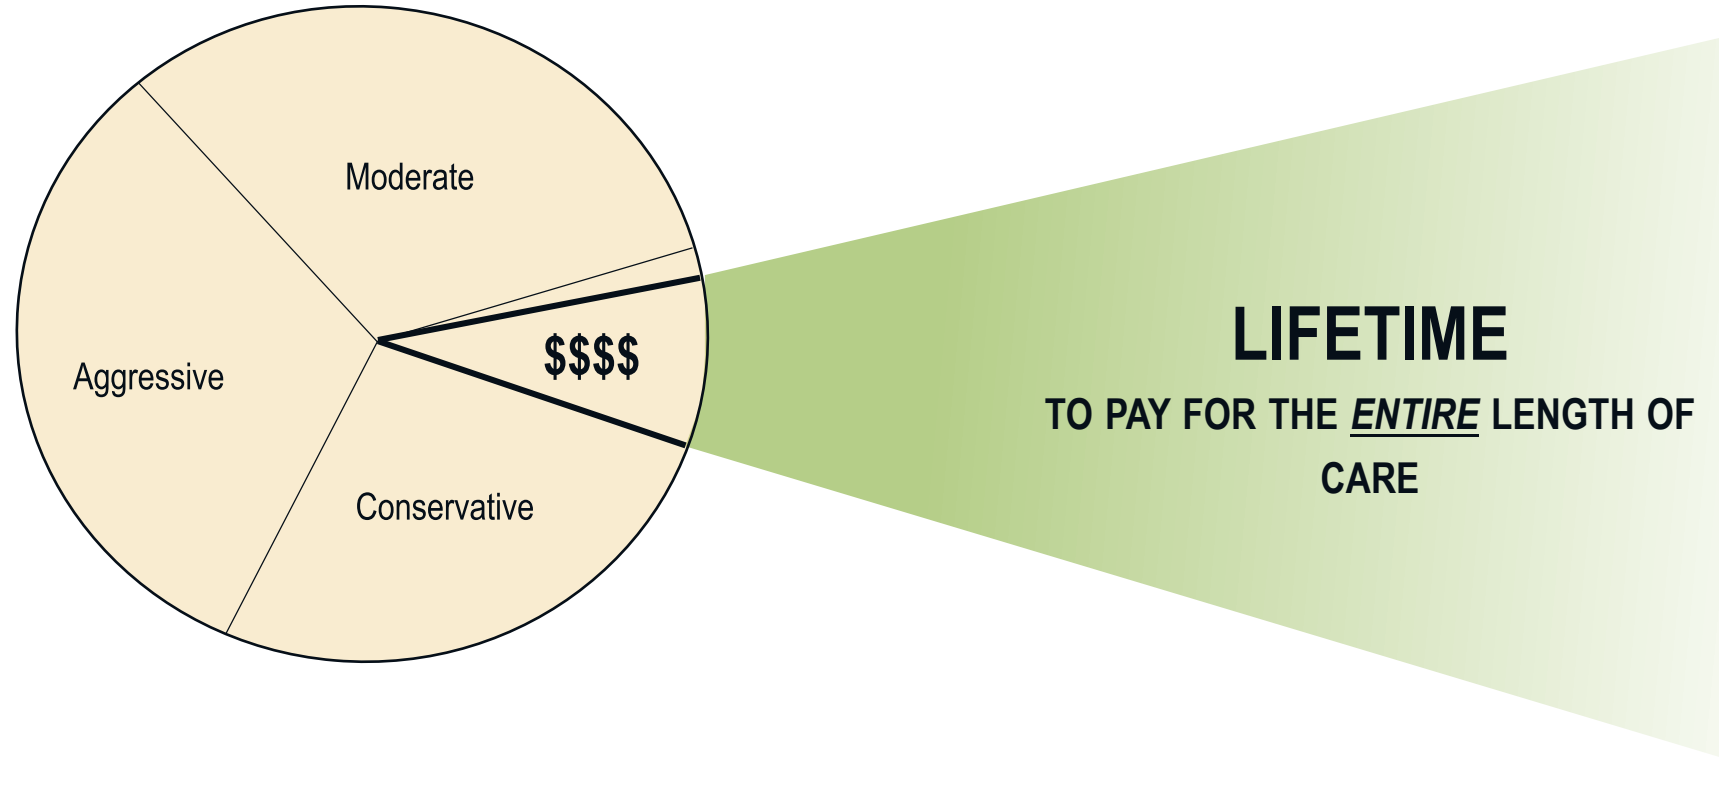 Moderate
Aggressive
$$$$
Conservative
LIFETIME
TO PAY FOR THE ENTIRE LENGTH OF
CARE